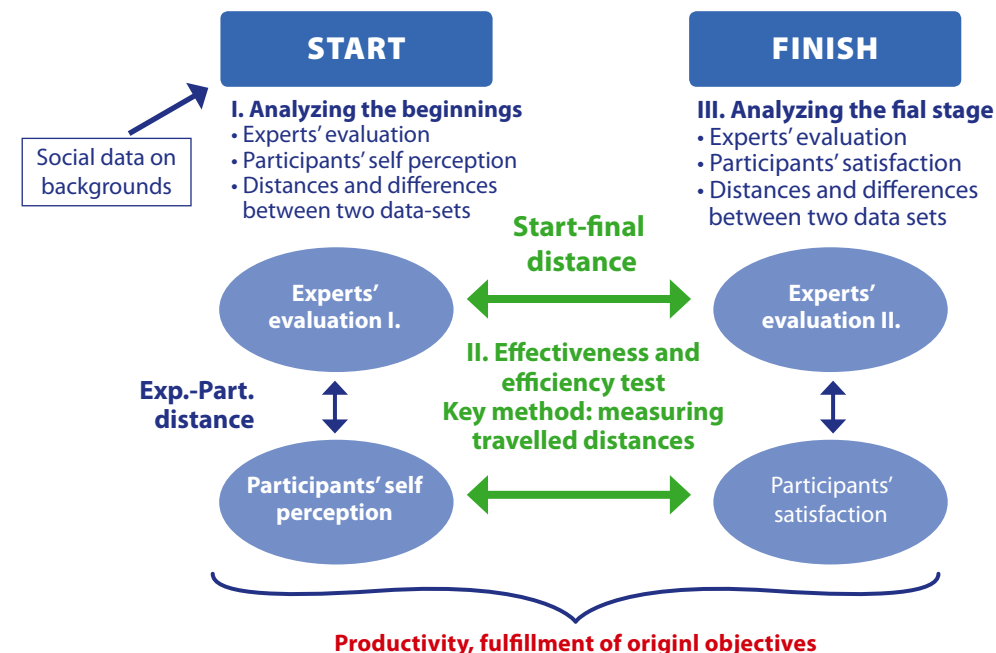 START
FINISH
I. Analyzing the beginnings
• Experts' evaluation
• Participants' self perception
• Distances and differences
between two data-sets
III. Analyzing the fial stage
• Experts' evaluation
• Participants' satisfaction
• Distances and differences
between two data sets
Social data on
backgrounds
Start-final
distance
Experts'
evaluation I.
Experts'
evaluation II.
II. Effectiveness and
efficiency test
Key method: measuring
travelled distances
Exp.-Part.
distance
Participants' self
perception
Participants'
satisfaction
Productivity, fulfillment of originl objectives